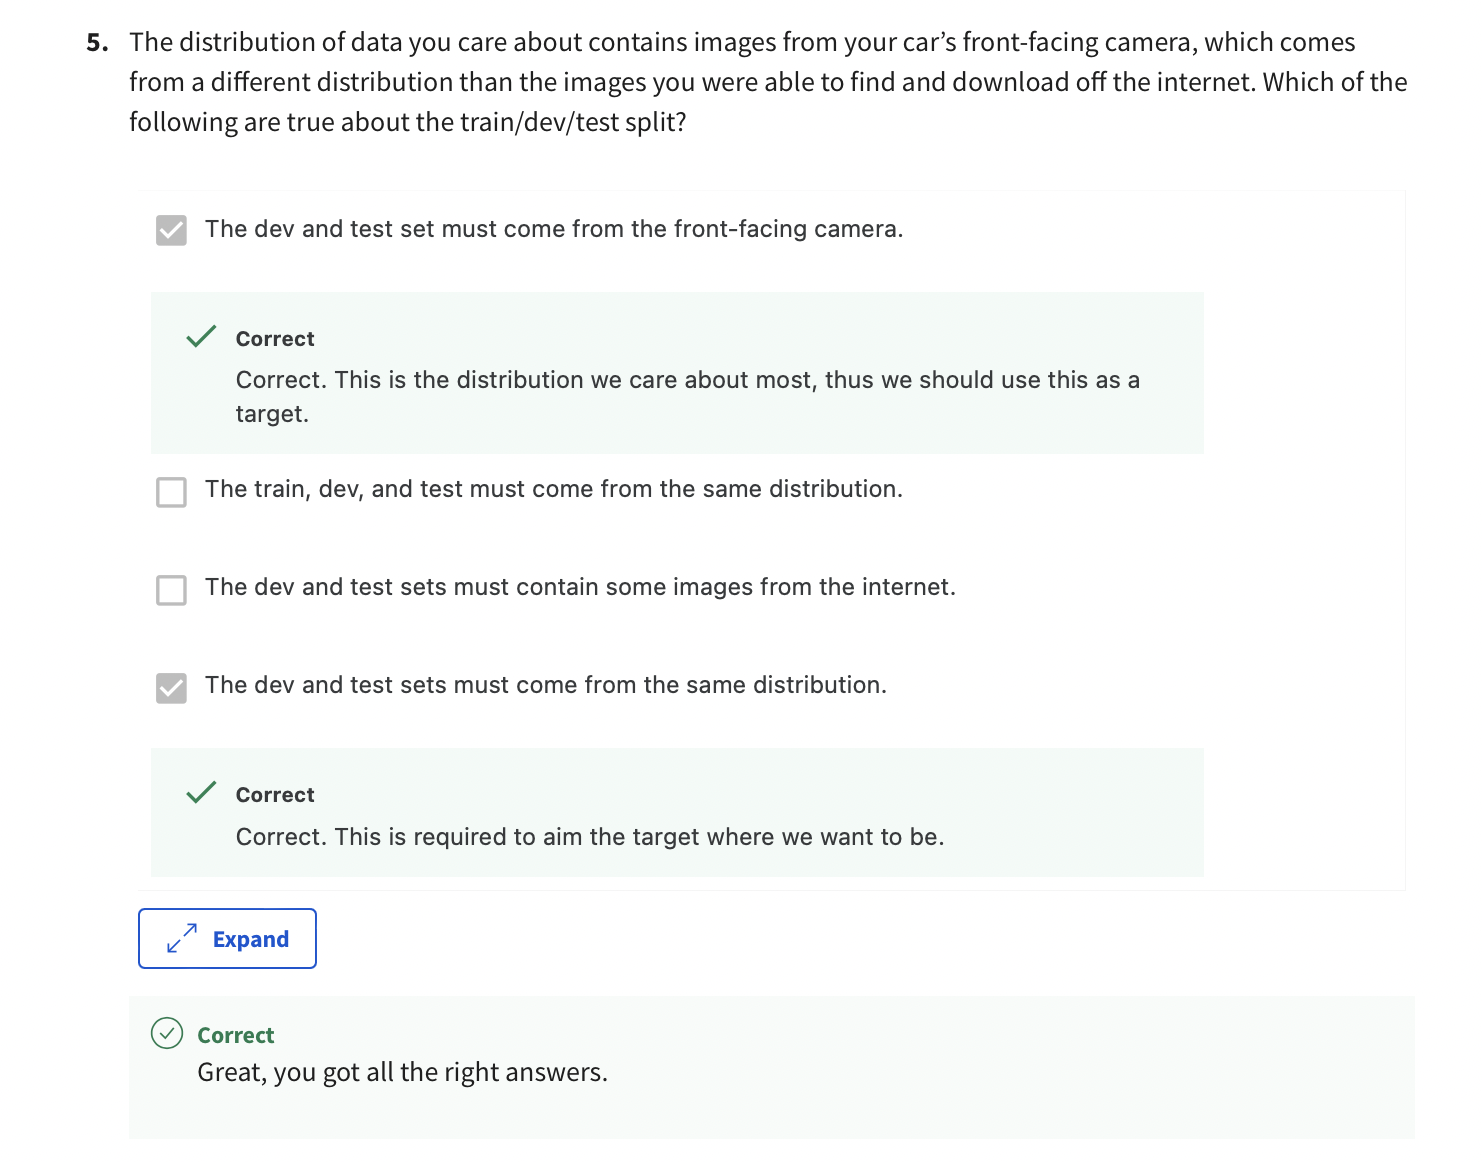 5. The distribution of data you care about contains images from your car’s front-facing camera, which comes
from a different distribution than the images you were able to find and download off the internet. Which of the
following are true about the train/dev/test split?
The dev and test set must come from the front-facing camera.
Correct
Correct. This is the distribution we care about most, thus we should use this as a
target.
The train, dev, and test must come from the same distribution.
The dev and test sets must contain some images from the internet.
The dev and test sets must come from the same distribution.
Correct
Correct. This is required to aim the target where we want to be.
Expand
Correct
Great, you got all the right answers.